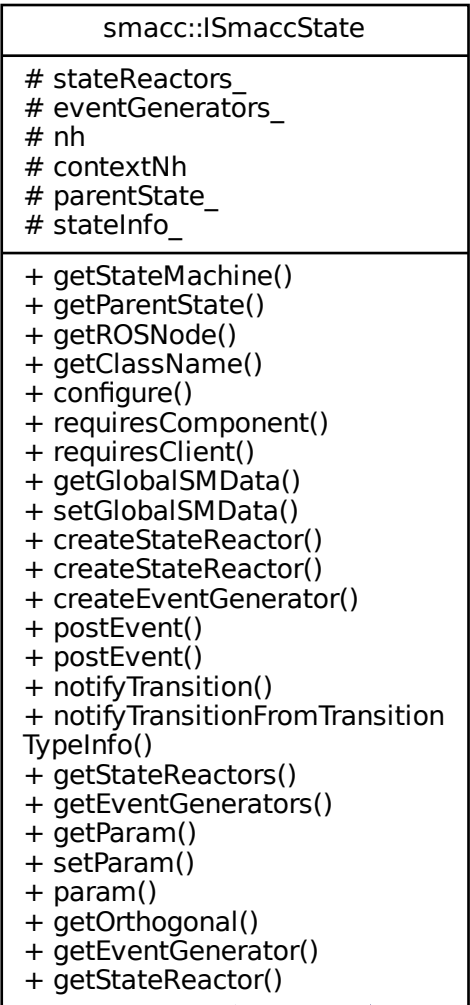 smacc::ISmaccState
# stateReactors_
# eventGenerators_
# nh
# contextNh
# parentState_
# stateInfo_
+ getStateMachine()
+ getParentState()
+ getROSNode()
+ getClassName()
+ configure()
+ requiresComponent()
+ requiresClient()
+ getGlobalSMData()
+ setGlobalSMData()
+ createStateReactor()
+ createStateReactor()
+ createEventGenerator()
+ postEvent()
+ postEvent()
+ notifyTransition()
+ notifyTransitionFromTransition
TypeInfo()
+ getStateReactors()
+ getEventGenerators()
+ getParam()
+ setParam()
+ param()
+ getOrthogonal()
+ getEventGenerator()
+ getStateReactor()